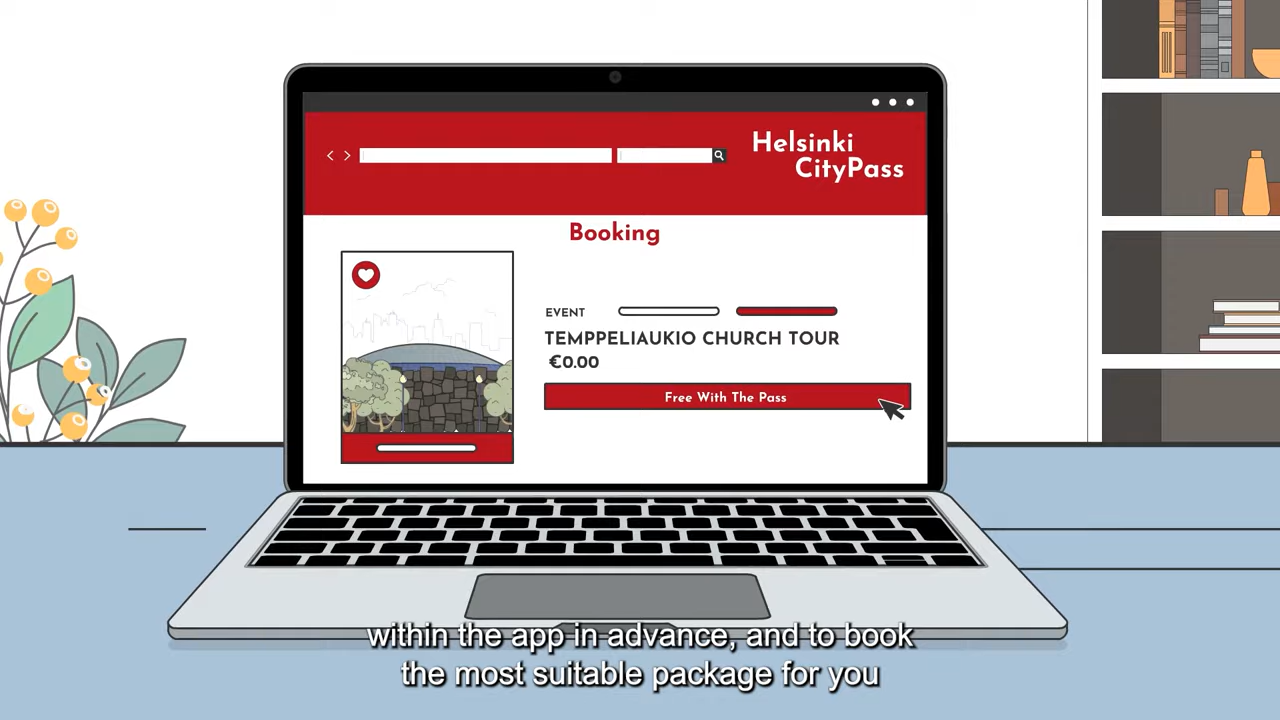 Helsinki
CityPass
Booking
EVENT
TEMPPELIAUKIO CHURCH TOUR
€0.00
Free With The Pass
within the app in advance, and to book
the most suitable package for you